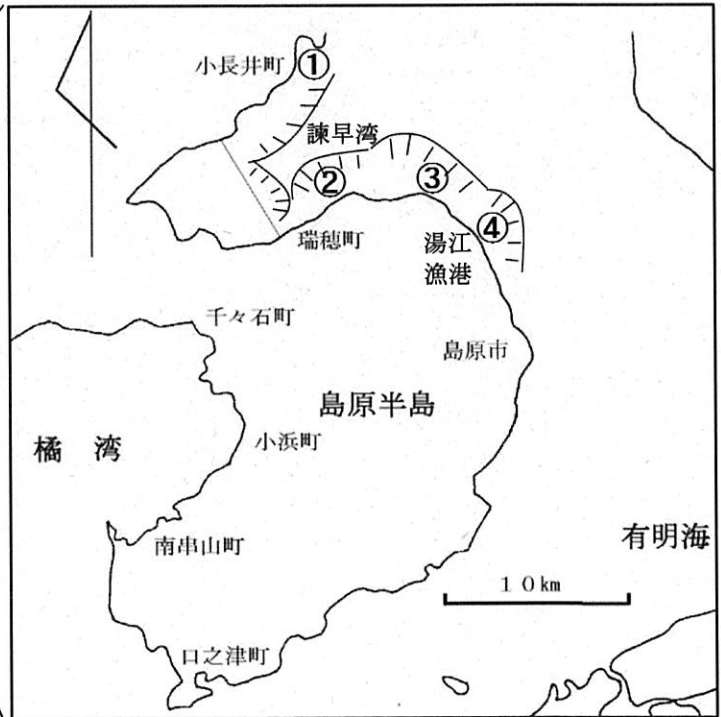 小長井町
①
諫早湾
②
③
④
瑞穂町
湯江
漁港
千々石町
島原市
島原半島
橘 湾
小浜町
南串山町
有明海
10km
口之津町